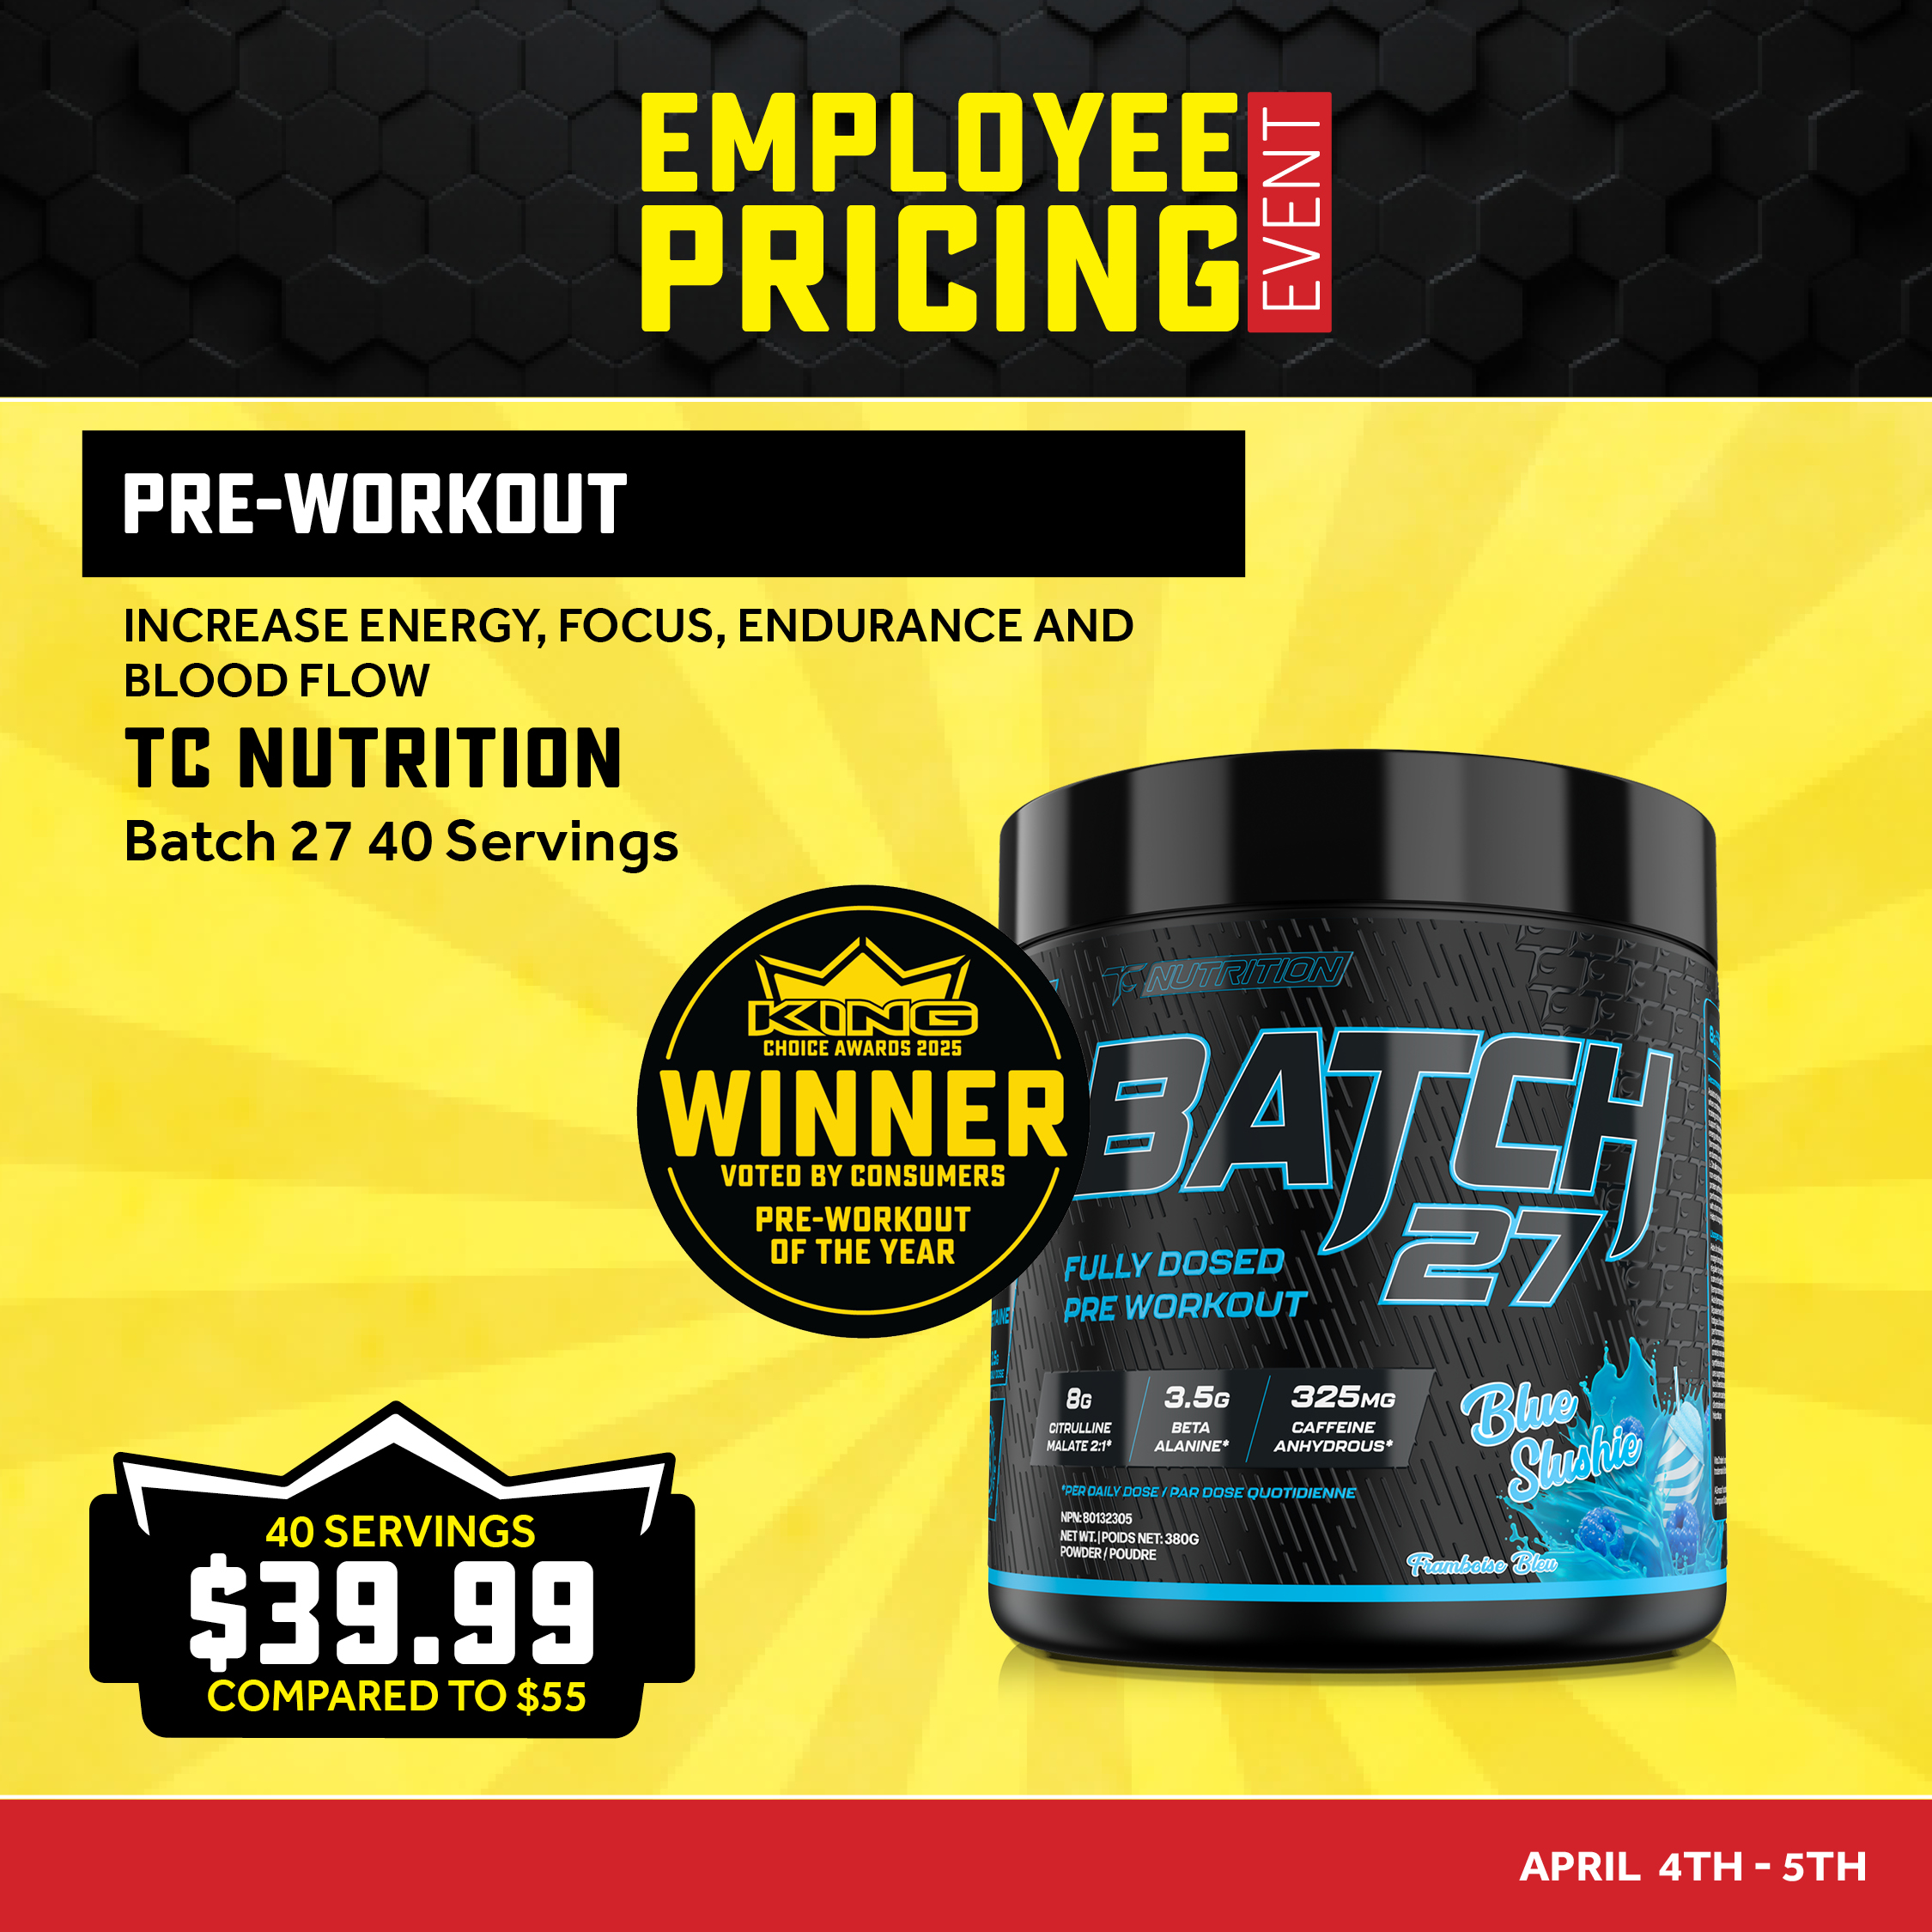 EMPLOYEE
PRICING
EVENT
PRE-WORKOUT
INCREASE ENERGY, FOCUS, ENDURANCE AND
BLOOD FLOW
TC NUTRITION
Batch 27 40 Servings
KING
CHOICE AWARDS 2025
WINNER
VOTED BY CONSUMERS
PRE-WORKOUT
OF THE YEAR
TC NUTRITION
BATCH
27
FULLY DOSED
PRE WORKOUT
8G
CITRULLINE
MALATE 2:1*
3.5G
BETA
ALANINE*
325MG
CAFFEINE
ANHYDROUS*
*PER DAILY DOSE / PAR DOSE QUOTIDIENNE
NPN: 80132305
NET WT. | POIDS NET: 380G
POWDER / POUDRE
Blue
Slushie
Framboise Bleu
40 SERVINGS
$39.99
COMPARED TO $55
APRIL 4TH - 5TH